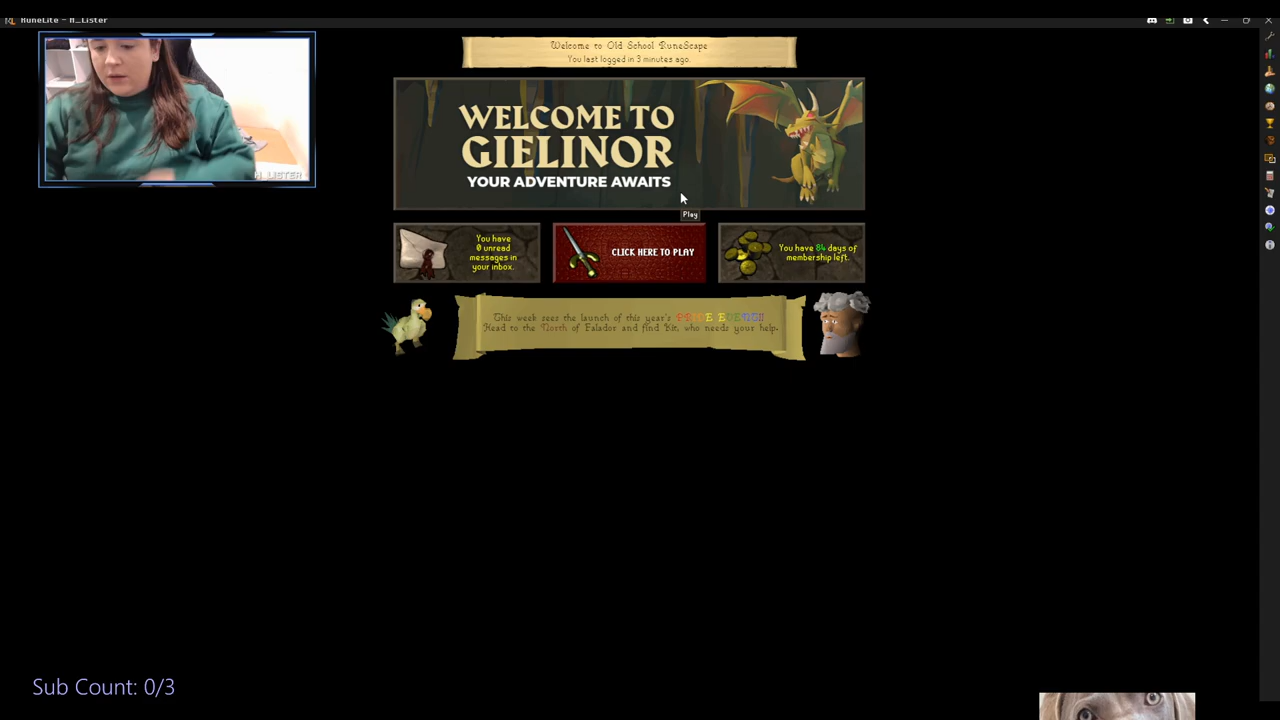 RuneLite - H_Lister
Welcome to Old School RuneScape
You last logged in 3 minutes ago.
WELCOME TO
GIELINOR
YOUR ADVENTURE AWAITS
Play
H_LISTER
You have
0 unread
messages in
your inbox.
CLICK HERE TO PLAY
You have 84 days of
membership left.
This week sees the launch of this year's PRIDE EVENT!!
Head to the North of Falador and find Kit, who needs your help.
Sub Count: 0/3